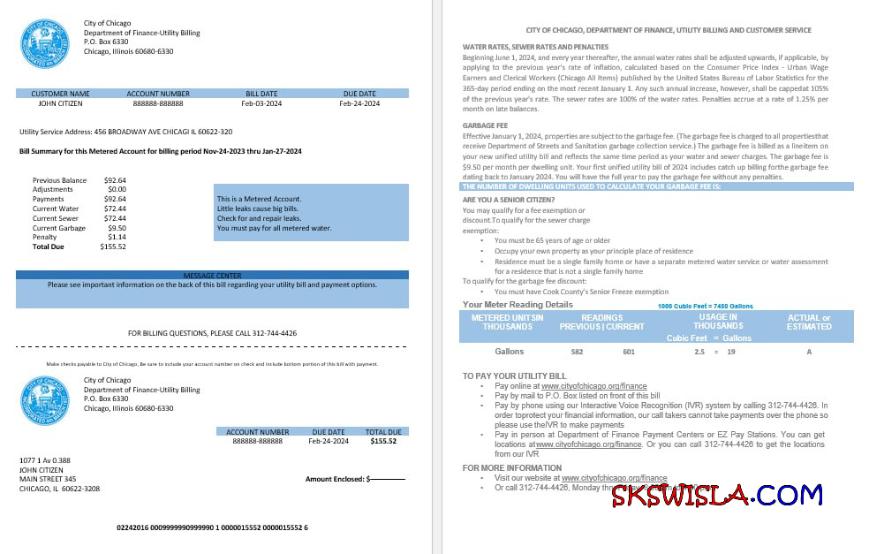 City of Chicago
Department of Finance-Utility Billing
P.O. Box 6330
Chicago, Illinois 60680-6330
CUSTOMER NAME ACCOUNT NUMBER BILL DATE DUE DATE
JOHN CITIZEN 888888-888888 Feb-03-2024 Feb-24-2024
Utility Service Address: 456 BROADWAY AVE CHICAGI IL 60622-320
Bill Summary for this Metered Account for billing period Nov-24-2023 thru Jan-27-2024
Previous Balance $92.64
Adjustments $0.00
Payments $92.64
Current Water $72.44
Current Sewer $72.44
Current Garbage $9.50
Penalty $1.14
Total Due $155.52
This is a Metered Account.
Little leaks cause big bills.
Check for and repair leaks.
You must pay for all metered water.
MESSAGE CENTER
Please see important information on the back of this bill regarding your utility bill and payment options.
FOR BILLING QUESTIONS, PLEASE CALL 312-744-4426
Make checks payable to City of Chicago, Be sure to include your account number on check and include bottom portion of this bill with payment.
City of Chicago
Department of Finance-Utility Billing
P.O. Box 6330
Chicago, Illinois 60680-6330
ACCOUNT NUMBER DUE DATE TOTAL DUE
888888-888888 Feb-24-2024 $155.52
1077 1 Av 0.388
JOHN CITIZEN
MAIN STREET 345
CHICAGO, IL 60622-3208
Amount Enclosed: $
02242016 0009999990999990 1 0000015552 0000015552 6
CITY OF CHICAGO, DEPARTMENT OF FINANCE, UTILITY BILLING AND CUSTOMER SERVICE
WATER RATES, SEWER RATES AND PENALTIES
Beginning June 1, 2024, and every year thereafter, the annual water rates shall be adjusted upwards, if applicable, by
applying to the previous year's rate of inflation, calculated based on the Consumer Price Index - Urban Wage
Earners and Clerical Workers (Chicago All Items) published by the United States Bureau of Labor Statistics for the
365-day period ending on the most recent January 1. Any such annual increase, however, shall be cappedat 105%
of the previous year's rate. The sewer rates are 100% of the water rates. Penalties accrue at a rate of 1.25% per
month on late balances.
GARBAGE FEE
Effective January 1, 2024, properties are subject to the garbage fee. (The garbage fee is charged to all propertiesthat
receive Department of Streets and Sanitation garbage collection service.) The garbage fee is billed as a lineitem on
your new unified utility bill and reflects the same time period as your water and sewer charges. The garbage fee is
$9.50 per month per dwelling unit. Your first unified utility bill of 2024 includes catch up billing forthe garbage fee
dating back to January 2024. You will have the full year to pay the garbage fee without any penalties.
THE NUMBER OF DWELLING UNITS USED TO CALCULATE YOUR GARBAGE FEE IS:
ARE YOU A SENIOR CITIZEN?
You may qualify for a fee exemption or
discount.To qualify for the sewer charge
exemption:
• You must be 65 years of age or older
• Occupy your own property as your principle place of residence
• Residence must be a single family home or have a separate metered water service or water assessment
for a residence that is not a single family home
To qualify for the garbage fee discount:
• You must have Cook County's Senior Freeze exemption
Your Meter Reading Details 1000 Cubic Feet = 7480 Gallons
METERED UNITSIN THOUSANDS READINGS PREVIOUS | CURRENT USAGE IN THOUSANDS Cubic Feet = Gallons ACTUAL or ESTIMATED
Gallons 582 601 2.5 = 19 A
TO PAY YOUR UTILITY BILL
• Pay online at www.cityofchicago.org/finance
• Pay by mail to P.O. Box listed on front of this bill
• Pay by phone using our Interactive Voice Recognition (IVR) system by calling 312-744-4426. In
order toprotect your financial information, our call takers cannot take payments over the phone so
please use theIVR to make payments
• Pay in person at Department of Finance Payment Centers or EZ Pay Stations. You can get
locations at www.cityofchicago.org/finance. Or you can call 312-744-4426 to get the locations
from our IVR
FOR MORE INFORMATION
• Visit our website at www.cityofchicago.org/finance
• Or call 312-744-4426, Monday
SKSWISLA.COM